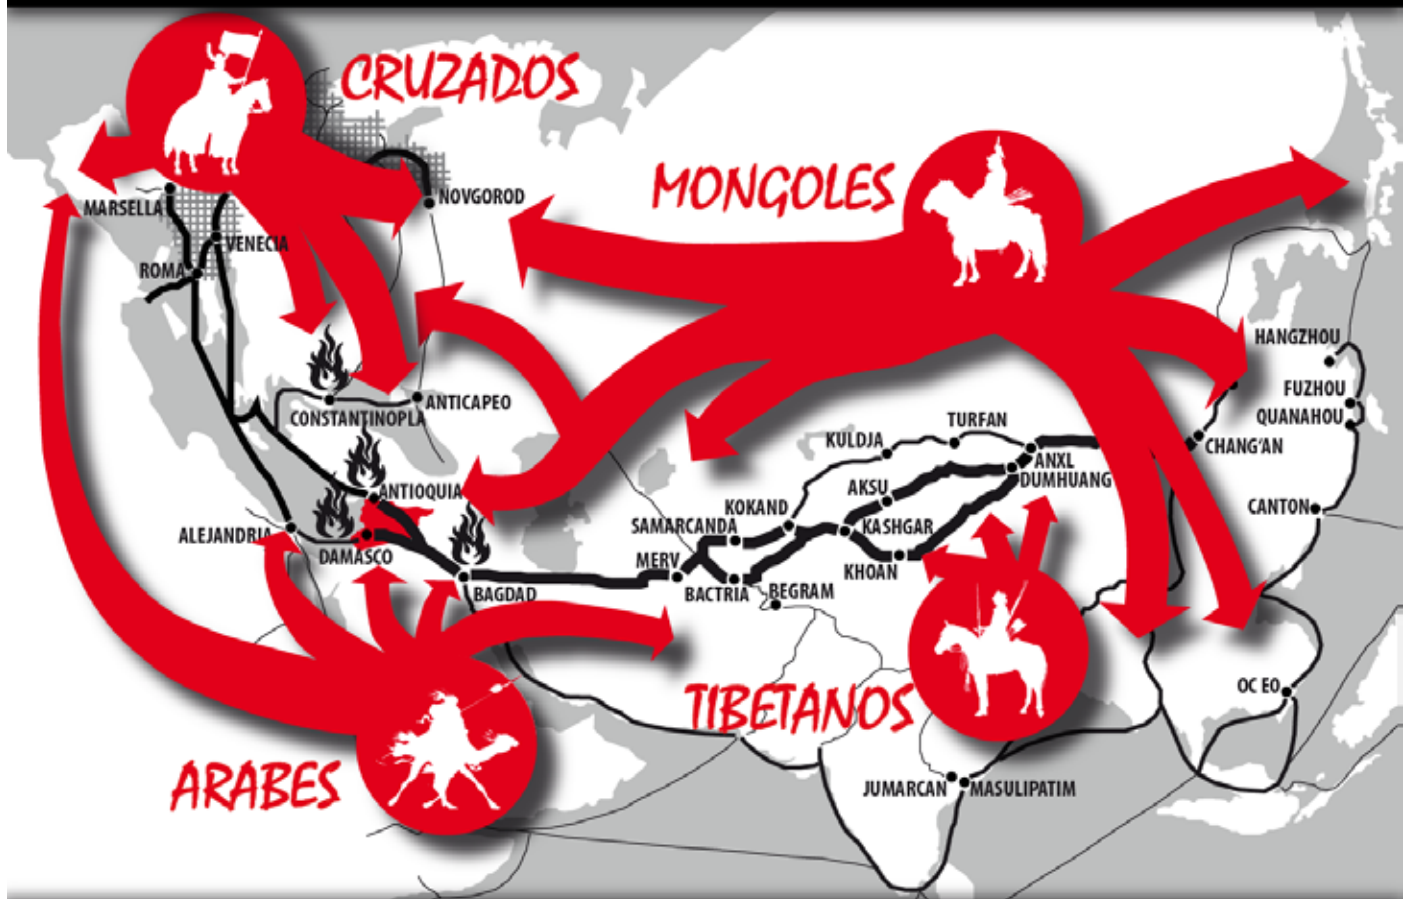 CRUZADOS
MONGOLES
NOVGOROD
MARSELLA
VENECIA
ROMA
HANGZHOU
FUZHOU
QUANAHOU
ANTICAPEO
CONSTANTINOPLA
TURFAN
KULDJA
CHANG'AN
ANXL
DUMHUANG
AKSU
ANTIOQUIA
KOKAND
CANTON
SAMARCANDA
KASHGAR
ALEJANDRIA
DAMASCO
MERV
KHOAN
BAGDAD
BACTRIA
BEGRAM
OC EO
TIBETANOS
ARABES
JUMARCAN
MASULIPATIM